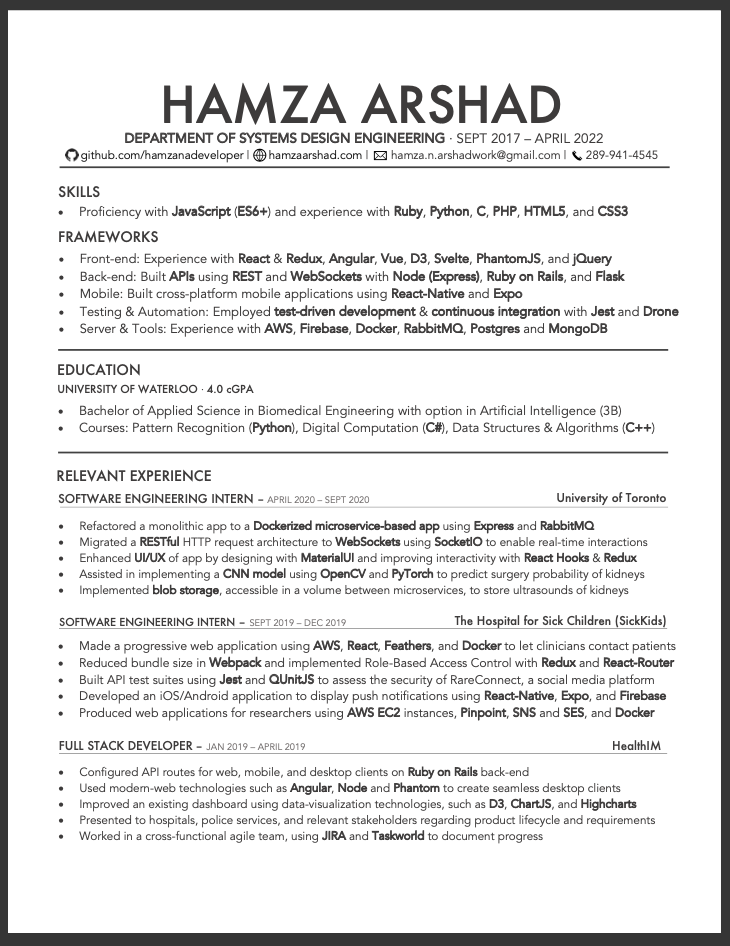 HAMZA ARSHAD
DEPARTMENT OF SYSTEMS DESIGN ENGINEERING · SEPT 2017 – APRIL 2022
github.com/hamzanadeveloper | hamzaarshad.com | hamza.n.arshadwork@gmail.com | 289-941-4545
SKILLS
• Proficiency with JavaScript (ES6+) and experience with Ruby, Python, C, PHP, HTML5, and CSS3
FRAMEWORKS
• Front-end: Experience with React & Redux, Angular, Vue, D3, Svelte, PhantomJS, and jQuery
• Back-end: Built APIs using REST and WebSockets with Node (Express), Ruby on Rails, and Flask
• Mobile: Built cross-platform mobile applications using React-Native and Expo
• Testing & Automation: Employed test-driven development & continuous integration with Jest and Drone
• Server & Tools: Experience with AWS, Firebase, Docker, RabbitMQ, Postgres and MongoDB
EDUCATION
UNIVERSITY OF WATERLOO · 4.0 cGPA
• Bachelor of Applied Science in Biomedical Engineering with option in Artificial Intelligence (3B)
• Courses: Pattern Recognition (Python), Digital Computation (C#), Data Structures & Algorithms (C++)
RELEVANT EXPERIENCE
SOFTWARE ENGINEERING INTERN – APRIL 2020 – SEPT 2020 University of Toronto
• Refactored a monolithic app to a Dockerized microservice-based app using Express and RabbitMQ
• Migrated a RESTful HTTP request architecture to WebSockets using SocketIO to enable real-time interactions
• Enhanced UI/UX of app by designing with MaterialUI and improving interactivity with React Hooks & Redux
• Assisted in implementing a CNN model using OpenCV and PyTorch to predict surgery probability of kidneys
• Implemented blob storage, accessible in a volume between microservices, to store ultrasounds of kidneys
SOFTWARE ENGINEERING INTERN – SEPT 2019 – DEC 2019 The Hospital for Sick Children (SickKids)
• Made a progressive web application using AWS, React, Feathers, and Docker to let clinicians contact patients
• Reduced bundle size in Webpack and implemented Role-Based Access Control with Redux and React-Router
• Built API test suites using Jest and QUnitJS to assess the security of RareConnect, a social media platform
• Developed an iOS/Android application to display push notifications using React-Native, Expo, and Firebase
• Produced web applications for researchers using AWS EC2 instances, Pinpoint, SNS and SES, and Docker
FULL STACK DEVELOPER – JAN 2019 – APRIL 2019 HealthIM
• Configured API routes for web, mobile, and desktop clients on Ruby on Rails back-end
• Used modern-web technologies such as Angular, Node and Phantom to create seamless desktop clients
• Improved an existing dashboard using data-visualization technologies, such as D3, ChartJS, and Highcharts
• Presented to hospitals, police services, and relevant stakeholders regarding product lifecycle and requirements
• Worked in a cross-functional agile team, using JIRA and Taskworld to document progress